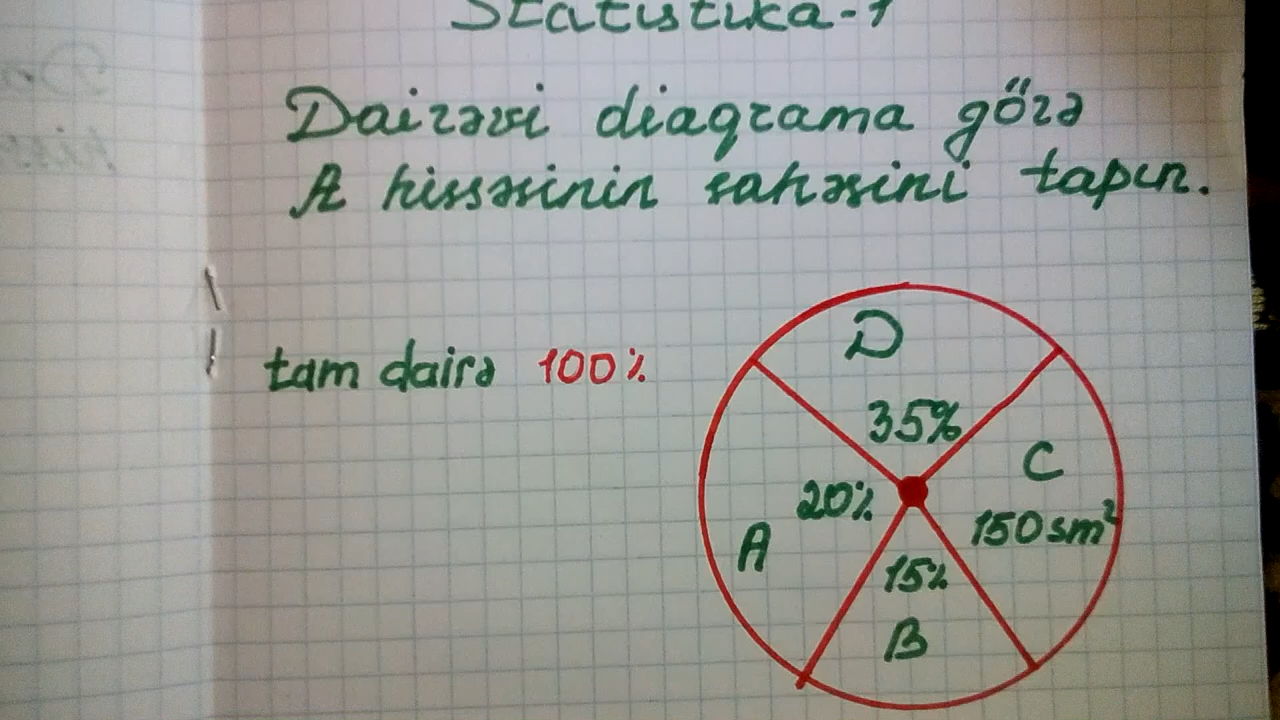 Statistika-1
Dairəvi diaqrama görə
A hissəsinin sahəsini tapın.
tam dairə 100%
D
35%
C
150 sm²
20%
A
15%
B